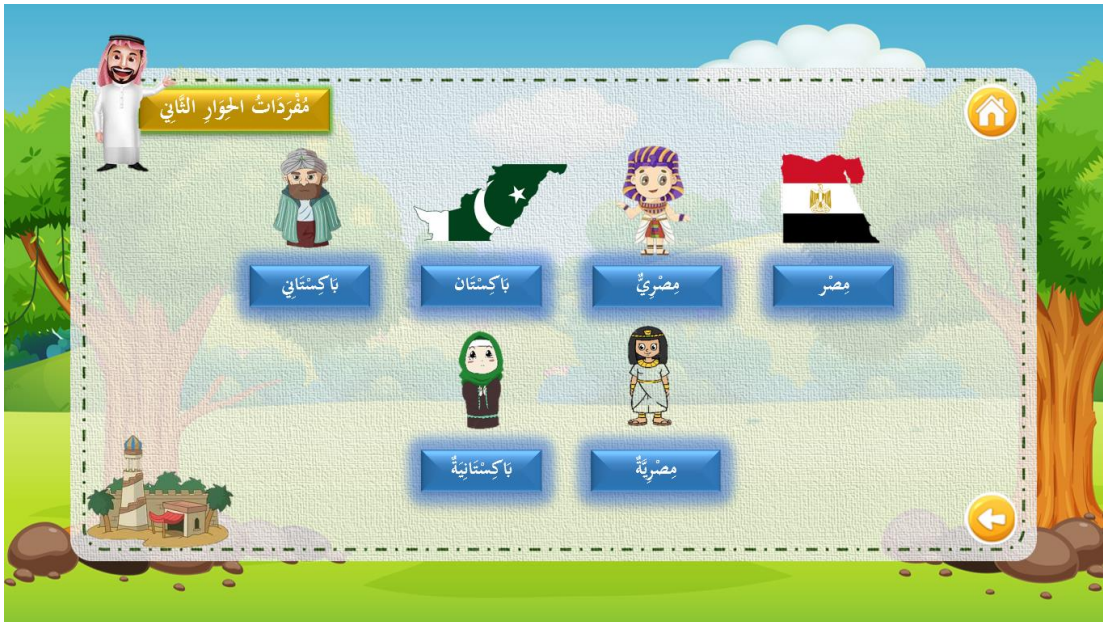 مُفْرَدَاتُ الحِوَارِ الثَّانِي
مِصْر
مِصْرِيٌّ
بَاكِسْتَان
بَاكِسْتَانِي
مِصْرِيَّةٌ
بَاكِسْتَانِيَةٌ